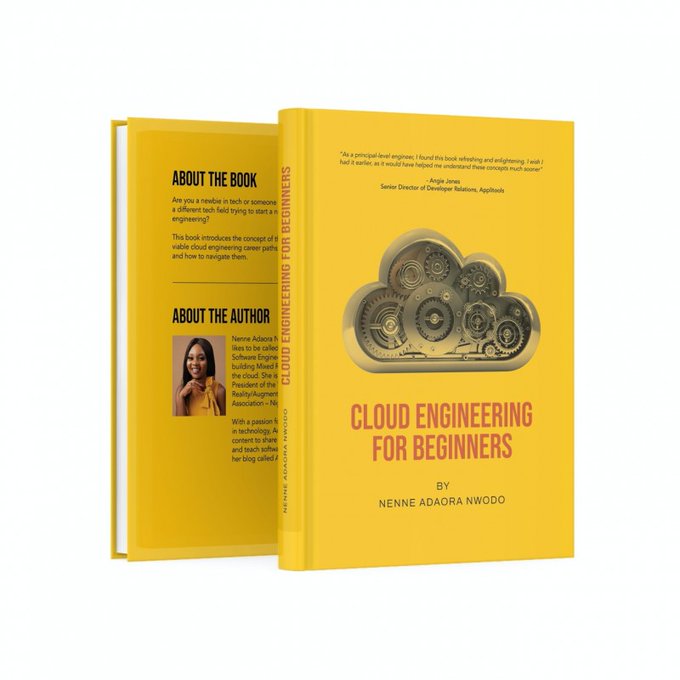 ABOUT THE BOOK
Are you a newbie in tech or someone
a different tech field trying to start a n
engineering?
This book introduces the concept of th
viable cloud engineering career paths
and how to navigate them.
ABOUT THE AUTHOR
Nenne Adaora N
likes to be called
Software Enginee
building Mixed R
the cloud. She is
President of the
Reality/Augment
Association – Nig
With a passion fo
in technology, Ad
content to share
and teach softw
her blog called A
CLOUD ENGINEERING FOR BEGINNERS
NENNE ADAORA NWODO
"As a principal-level engineer, I found this book refreshing and enlightening. I wish I
had it earlier, as it would have helped me understand these concepts much sooner"
- Angie Jones
Senior Director of Developer Relations, Applitools
CLOUD ENGINEERING
FOR BEGINNERS
BY
NENNE ADAORA NWODO